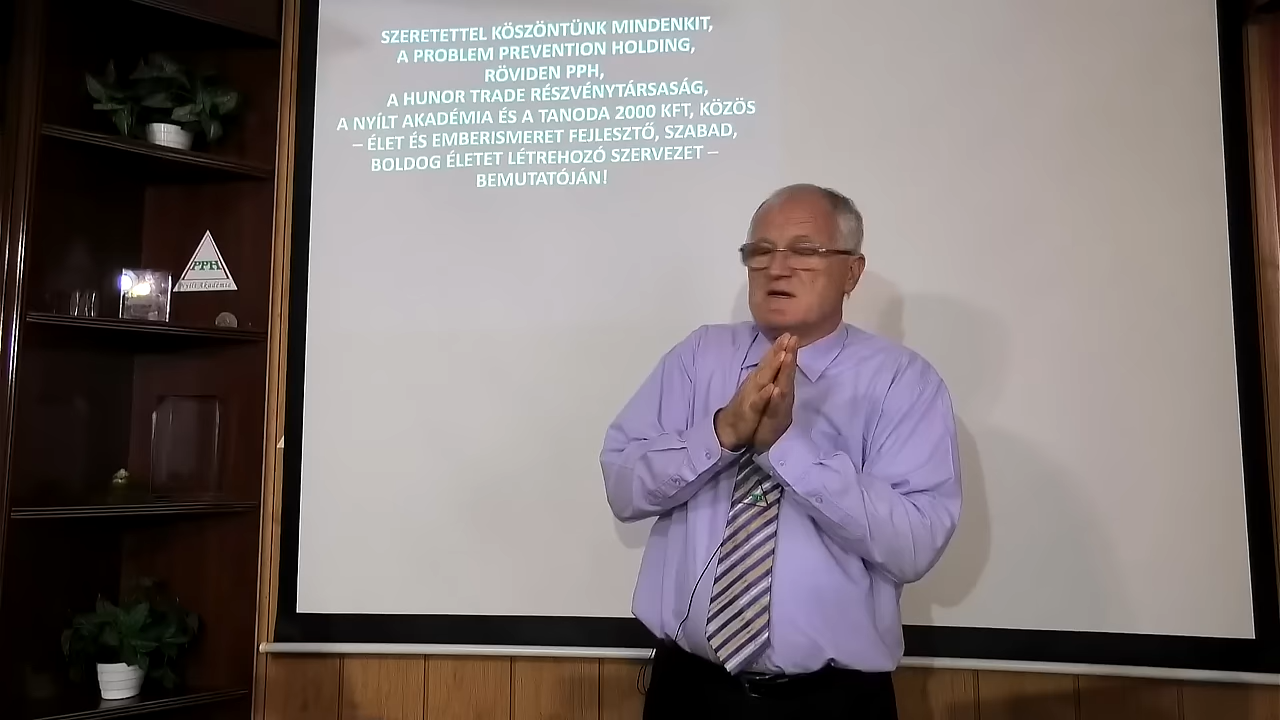 SZERETETTEL KÖSZÖNTÜNK MINDENKIT,
A PROBLEM PREVENTION HOLDING,
RÖVIDEN PPH,
A HUNOR TRADE RÉSZVÉNYTÁRSASÁG,
A NYÍLT AKADÉMIA ÉS A TANODA 2000 KFT, KÖZÖS
– ÉLET ÉS EMBERISMERET FEJLESZTŐ, SZABAD,
BOLDOG ÉLETET LÉTREHOZÓ SZERVEZET –
BEMUTATÓJÁN!
PPH
Nyílt Akadémia